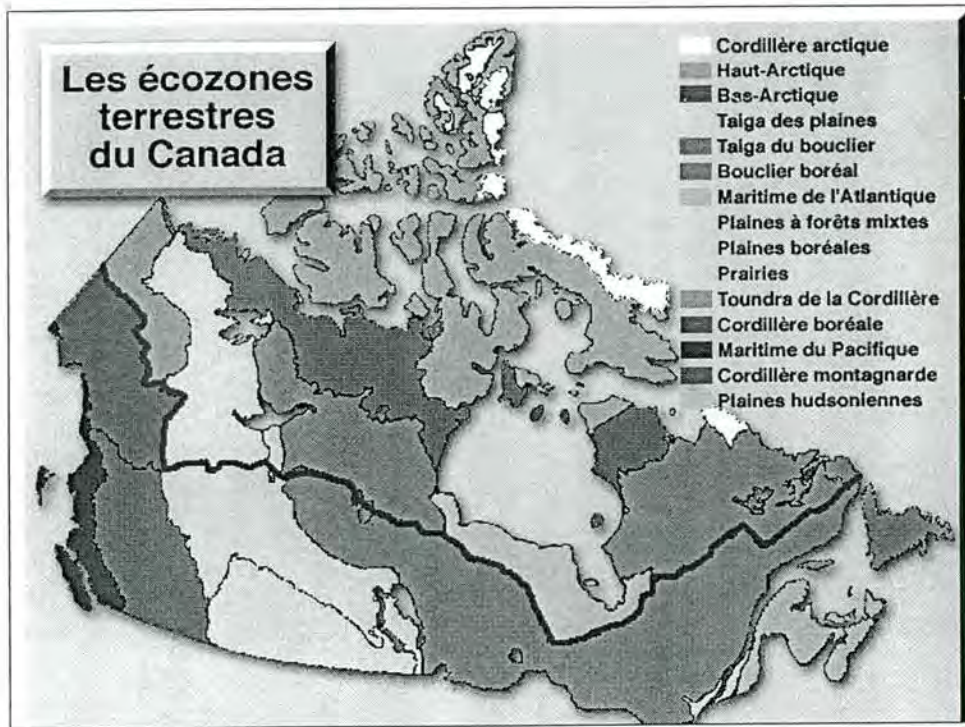 Les écozones
terrestres
du Canada
Cordillère arctique
Haut-Arctique
Bas-Arctique
Taïga des plaines
Taïga du bouclier
Bouclier boréal
Maritime de l'Atlantique
Plaines à forêts mixtes
Plaines boréales
Prairies
Toundra de la Cordillère
Cordillère boréale
Maritime du Pacifique
Cordillère montagnarde
Plaines hudsoniennes